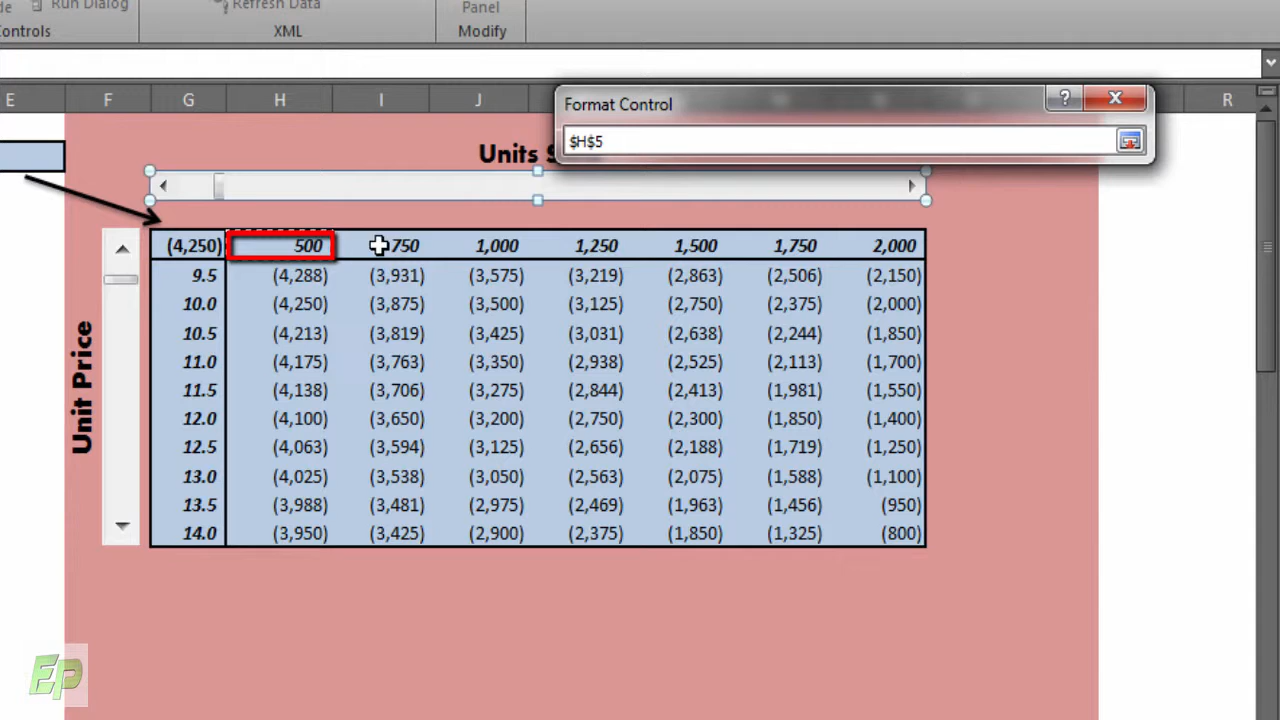 Run Dialog Refresh Data Panel
Controls XML Modify
E F G H I J R
Format Control ?
$H$5
Units
(4,250) 500 750 1,000 1,250 1,500 1,750 2,000
9.5 (4,288) (3,931) (3,575) (3,219) (2,863) (2,506) (2,150)
10.0 (4,250) (3,875) (3,500) (3,125) (2,750) (2,375) (2,000)
10.5 (4,213) (3,819) (3,425) (3,031) (2,638) (2,244) (1,850)
11.0 (4,175) (3,763) (3,350) (2,938) (2,525) (2,113) (1,700)
11.5 (4,138) (3,706) (3,275) (2,844) (2,413) (1,981) (1,550)
12.0 (4,100) (3,650) (3,200) (2,750) (2,300) (1,850) (1,400)
12.5 (4,063) (3,594) (3,125) (2,656) (2,188) (1,719) (1,250)
13.0 (4,025) (3,538) (3,050) (2,563) (2,075) (1,588) (1,100)
13.5 (3,988) (3,481) (2,975) (2,469) (1,963) (1,456) (950)
14.0 (3,950) (3,425) (2,900) (2,375) (1,850) (1,325) (800)
Unit Price
EP